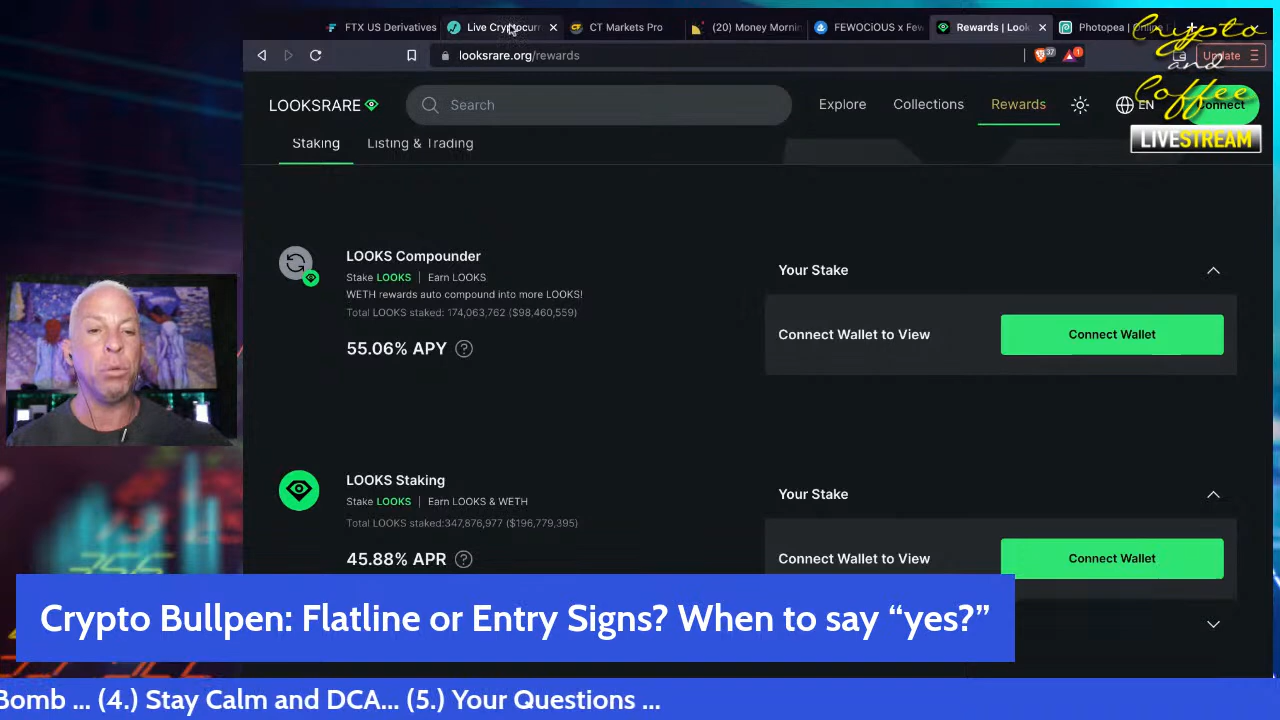 FTX US Derivatives
Live Cryptocurr
CT Markets Pro
(20) Money Mornin
FEWOCiOUS x Few
Rewards | Look
Photopea | Onlin
looksrare.org/rewards
37
1
Update
Crypto
and
Coffee
LIVESTREAM
LOOKSRARE
Search
Explore
Collections
Rewards
EN
Connect
Staking
Listing & Trading
LOOKS Compounder
Stake LOOKS | Earn LOOKS
WETH rewards auto compound into more LOOKS!
Total LOOKS staked: 174,063,762 ($98,460,559)
55.06% APY ?
Your Stake
Connect Wallet to View
Connect Wallet
LOOKS Staking
Stake LOOKS | Earn LOOKS & WETH
Total LOOKS staked:347,876,977 ($196,779,395)
45.88% APR ?
Your Stake
Connect Wallet to View
Connect Wallet
Crypto Bullpen: Flatline or Entry Signs? When to say “yes?”
Bomb ... (4.) Stay Calm and DCA... (5.) Your Questions ...